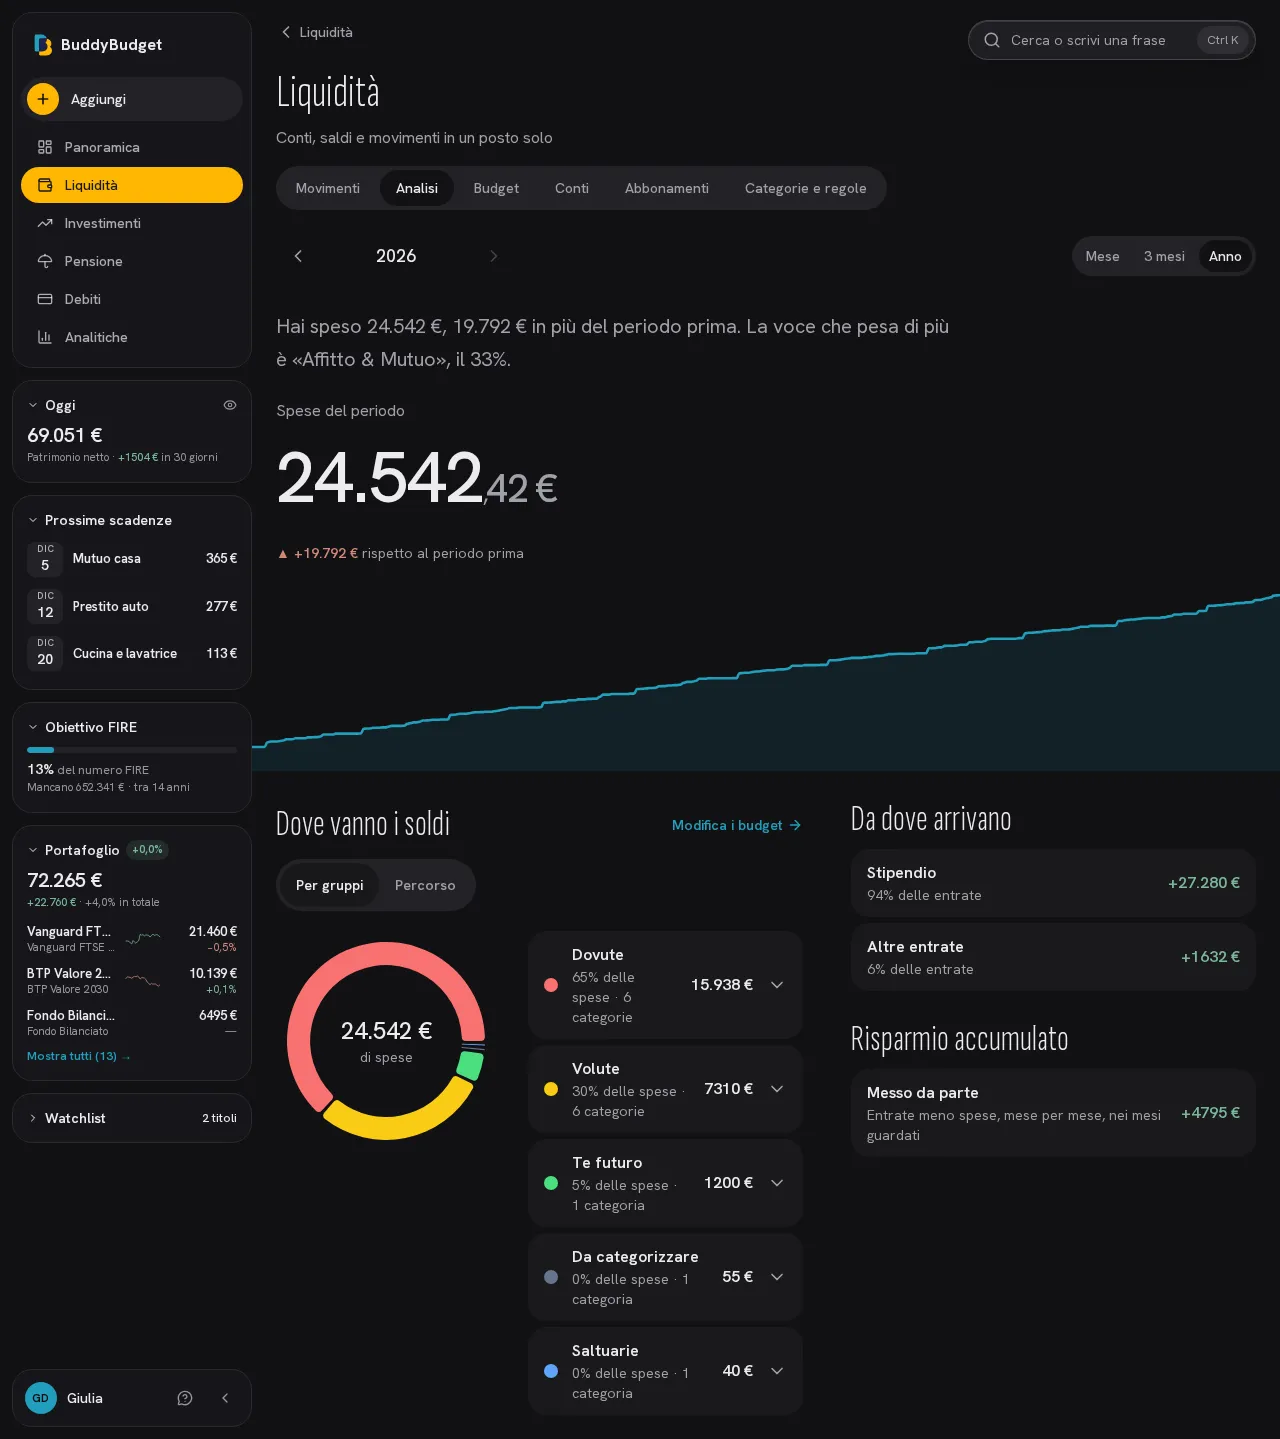 BuddyBudget
Aggiungi
Panoramica
Liquidità
Investimenti
Pensione
Debiti
Analitiche
Oggi
69.051 €
Patrimonio netto · +1504 € in 30 giorni
Prossime scadenze
DIC
5
Mutuo casa
365 €
DIC
12
Prestito auto
277 €
DIC
20
Cucina e lavatrice
113 €
Obiettivo FIRE
13% del numero FIRE
Mancano 652.341 € · tra 14 anni
Portafoglio
+0,0%
72.265 €
+22.760 € · +4,0% in totale
Vanguard FT...
21.460 €
Vanguard FTSE ...
−0,5%
BTP Valore 2...
10.139 €
BTP Valore 2030
+0,1%
Fondo Bilanci...
6495 €
Fondo Bilanciato
—
Mostra tutti (13) →
Watchlist
2 titoli
GD
Giulia
Liquidità
Cerca o scrivi una frase
Ctrl K
Liquidità
Conti, saldi e movimenti in un posto solo
Movimenti
Analisi
Budget
Conti
Abbonamenti
Categorie e regole
2026
Mese
3 mesi
Anno
Hai speso 24.542 €, 19.792 € in più del periodo prima. La voce che pesa di più
è «Affitto & Mutuo», il 33%.
Spese del periodo
24.542,42 €
▲ +19.792 € rispetto al periodo prima
Dove vanno i soldi
Modifica i budget →
Per gruppi
Percorso
24.542 €
di spese
Dovute
65% delle
spese · 6
categorie
15.938 €
Volute
30% delle spese ·
6 categorie
7310 €
Te futuro
5% delle spese ·
1 categoria
1200 €
Da categorizzare
0% delle spese · 1
categoria
55 €
Saltuarie
0% delle spese · 1
categoria
40 €
Da dove arrivano
Stipendio
94% delle entrate
+27.280 €
Altre entrate
6% delle entrate
+1632 €
Risparmio accumulato
Messo da parte
Entrate meno spese, mese per mese, nei mesi
guardati
+4795 €